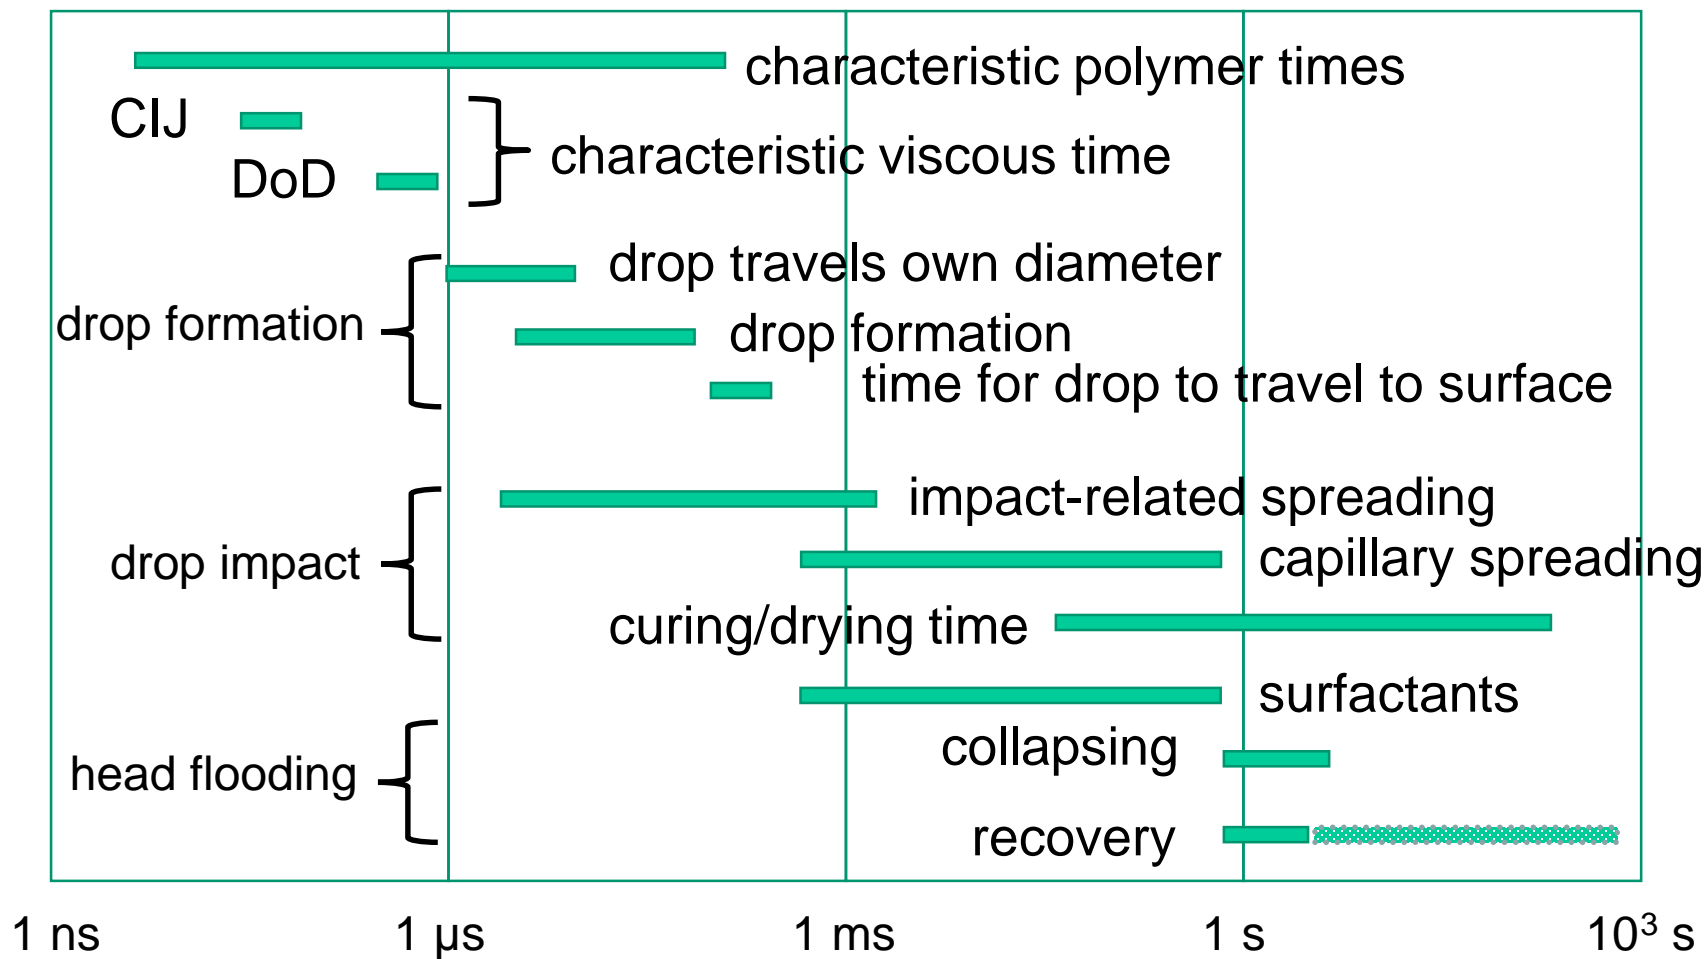 characteristic polymer times
CIJ
characteristic viscous time
DoD
drop travels own diameter
drop formation
drop formation
time for drop to travel to surface
impact-related spreading
drop impact
capillary spreading
curing/drying time
surfactants
collapsing
head flooding
recovery
1 ns 1 µs 1 ms 1 s 10³ s